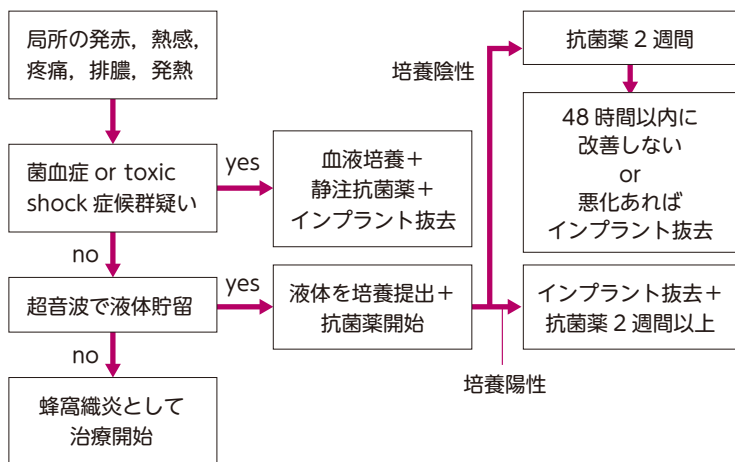 局所の発赤，熱感，
疼痛，排膿，発熱
菌血症 or toxic
shock 症候群疑い
yes
血液培養＋
静注抗菌薬＋
インプラント抜去
no
超音波で液体貯留
yes
液体を培養提出＋
抗菌薬開始
培養陰性
抗菌薬 2 週間
48 時間以内に
改善しない
or
悪化あれば
インプラント抜去
培養陽性
インプラント抜去＋
抗菌薬 2 週間以上
no
蜂窩織炎として
治療開始